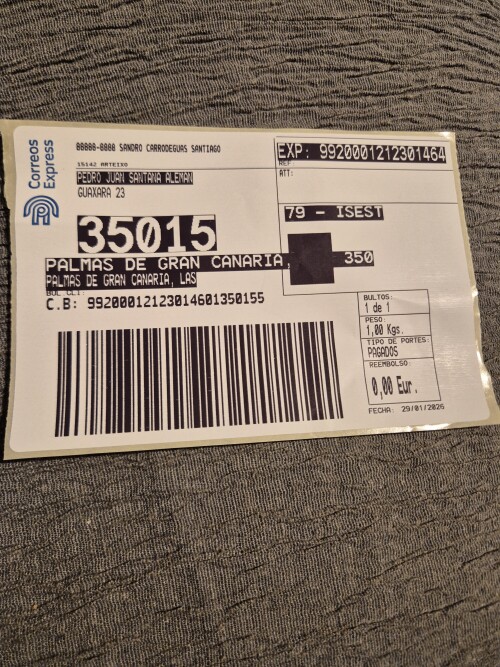 Correos
Express
00000-0000 SANDRO CARRODEGUAS SANTIAGO
15142 ARTEIXO
PEDRO JUAN SANTANA ALEMAN
GUAXARA 23
35015
PALMAS DE GRAN CANARIA,
PALMAS DE GRAN CANARIA, LAS
BUL CLI:
C.B: 99200012123014601350155
EXP: 9920001212301464
REF:
ATT:
79 - ISEST
350
BULTOS:
1 de 1
PESO:
1,00 Kgs.
TIPO DE PORTES:
PAGADOS
REEMBOLSO
0,00 Eur.
FECHA: 29/01/2026